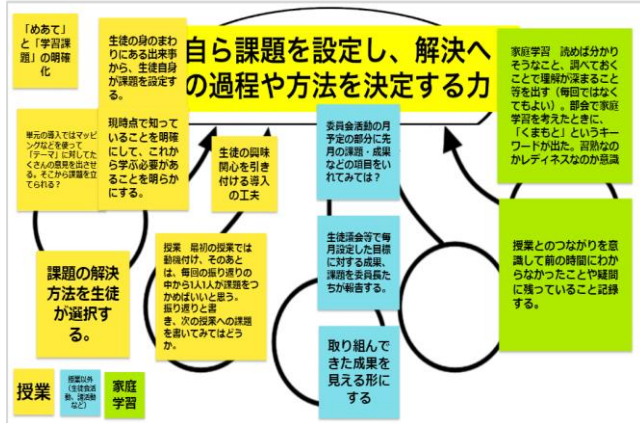 「めあて」
と「学習課
題」の明確
化
生徒の身のまわ
りにある出来事
から、生徒自身
が課題を設定す
る。
現時点で知って
いることを明確
にして、これか
ら学ぶ必要があ
ることを明らか
にする。
自ら課題を設定し、解決へ
の過程や方法を決定する力
家庭学習 読めば分かり
そうなこと、調べておく
ことで理解が深まること
等を出す（毎回ではなく
てもよい）。部会で家庭
学習を考えたときに、
「くまもと」というキー
ワードが出た。習熟なの
かレディネスなのか意識
単元の導入ではマッピ
ングなどを使って
「テーマ」に対してた
くさんの意見を出させ
る。そこから課題を立
てられる？
生徒の興味
関心を引き
付ける導入
の工夫
委員会活動の月
予定の部分に先
月の課題・成果
などの項目をい
れてみては？
課題の解決
方法を生徒
が選択す
る。
授業 最初の授業では
動機付け、そのあと
は、毎回の振り返りの
中から1人1人が課題をつ
かめばいいと思う。
振り返りと書
き、次の授業への課題
を書いてみてはどう
か。
生徒議会等で毎
月設定した目標
に対する成果、
課題を委員長た
ちが報告する。
授業とのつながりを意
識して前の時間にわ
からなかったことや疑問
に残っていること記録
する。
取り組んで
きた成果を
見える形に
する
授業
授業以外
（生徒会活
動、
など）
家庭
学習